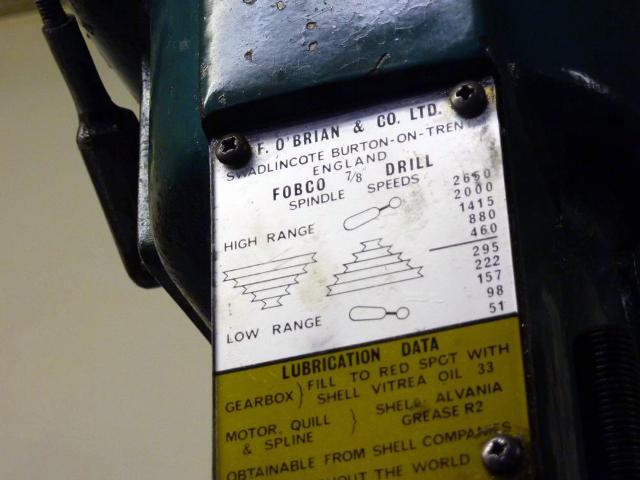 F. O'BRIAN & CO. LTD.
SWADLINCOTE BURTON-ON-TREN
ENGLAND
FOBCO 7/8 DRILL
SPINDLE SPEEDS
HIGH RANGE
2650
2000
1415
880
460
295
222
157
98
51
LOW RANGE
LUBRICATION DATA
GEARBOX } FILL TO RED SPOT WITH
SHELL VITREA OIL 33
MOTOR, QUILL
& SPLINE } SHELL ALVANIA
GREASE R2
OBTAINABLE FROM SHELL COMPANIES
OUT THE WORLD